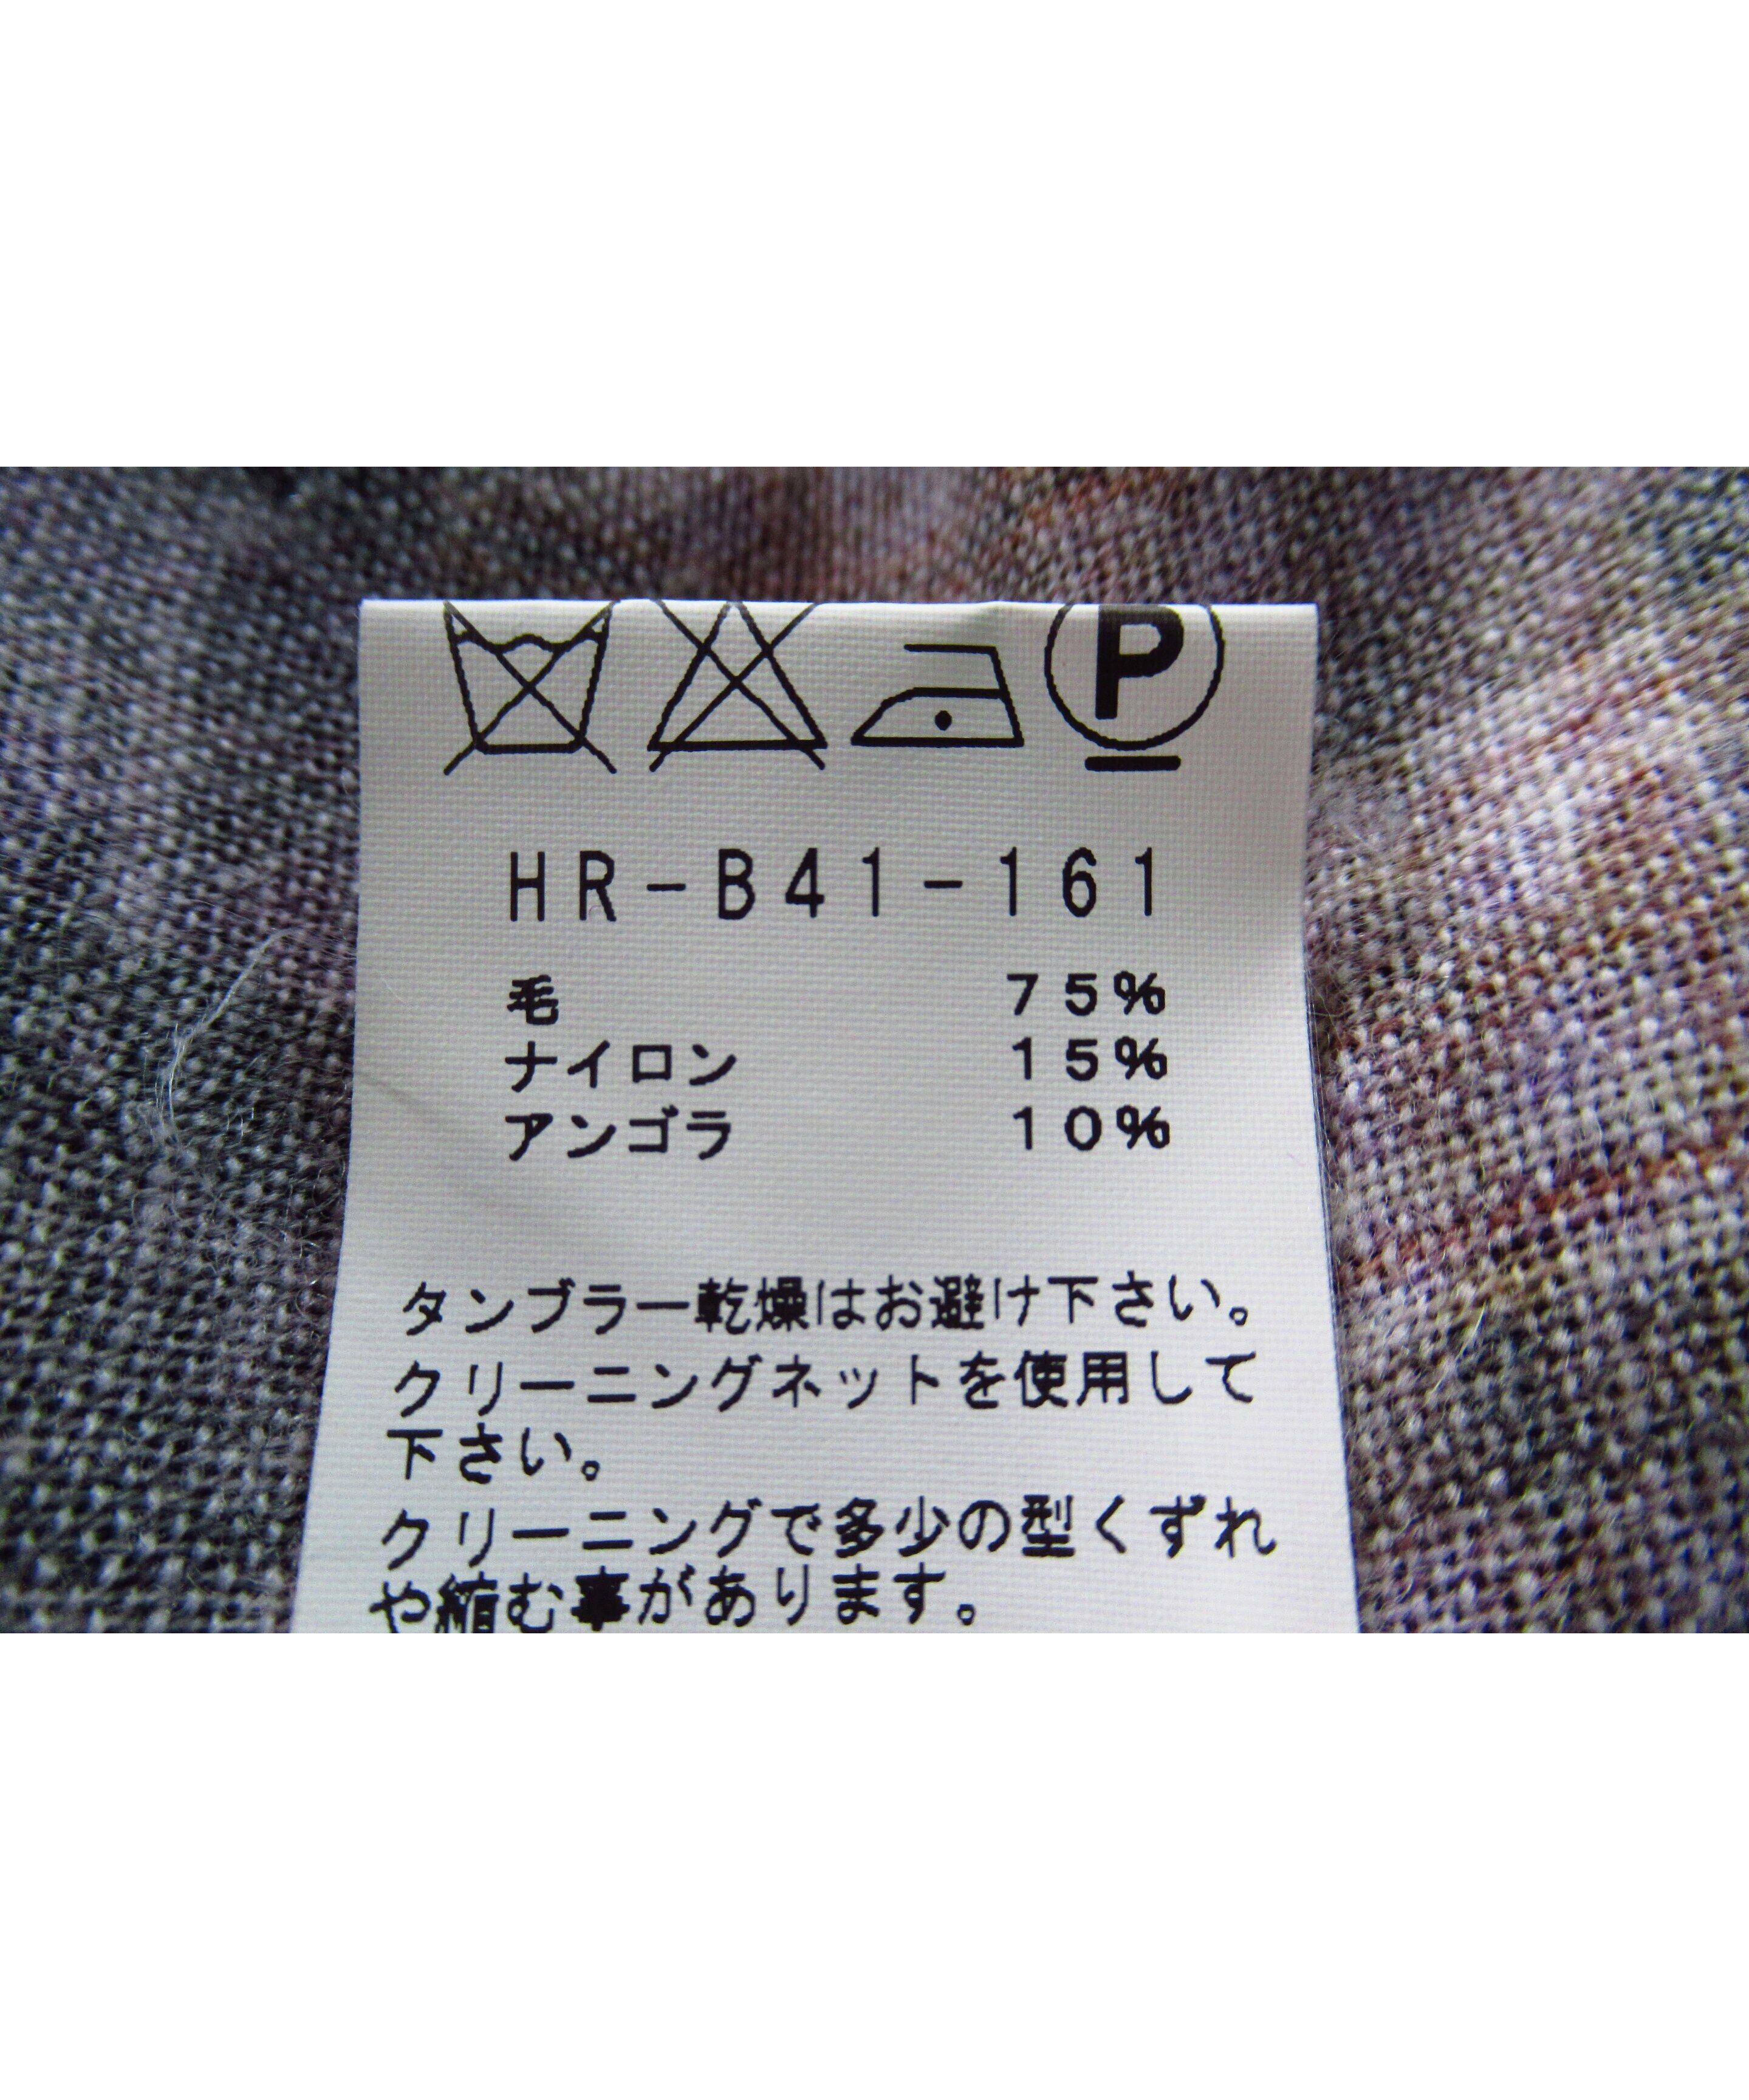 P
HR-B41-161
毛 75%
ナイロン 15%
アンゴラ 10%
タンブラー乾燥はお避け下さい。
クリーニングネットを使用して
下さい。
クリーニングで多少の型くずれ
や縮む事があります。